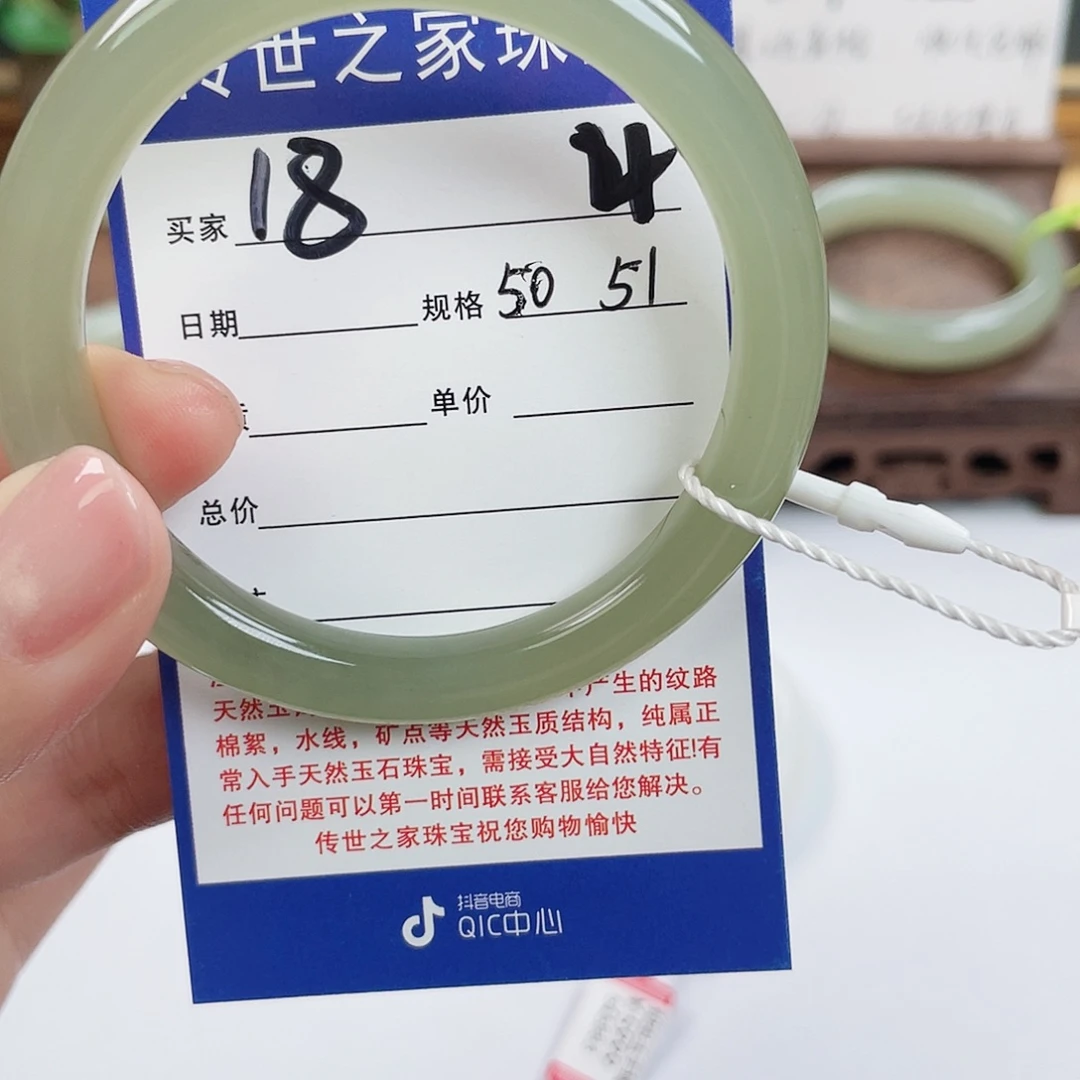 传世之家珠
买家 18 4
日期 规格 50 51
单价
总价
产生的纹路
天然玉
棉絮，水线，矿点等天然玉质结构，纯属正
常入手天然玉石珠宝，需接受大自然特征!有
任何问题可以第一时间联系客服给您解决。
传世之家珠宝祝您购物愉快
抖音电商
QIC中心